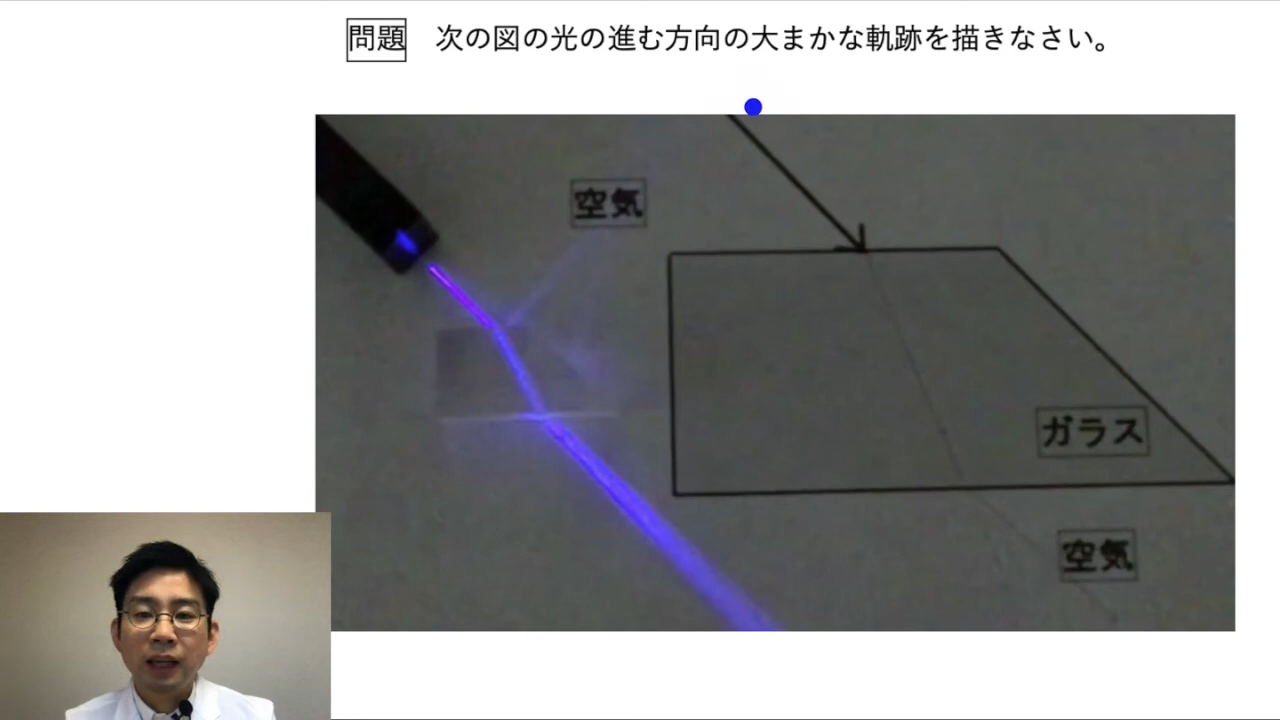 問題 次の図の光の進む方向の大まかな軌跡を描きなさい。
空気
ガラス
空気